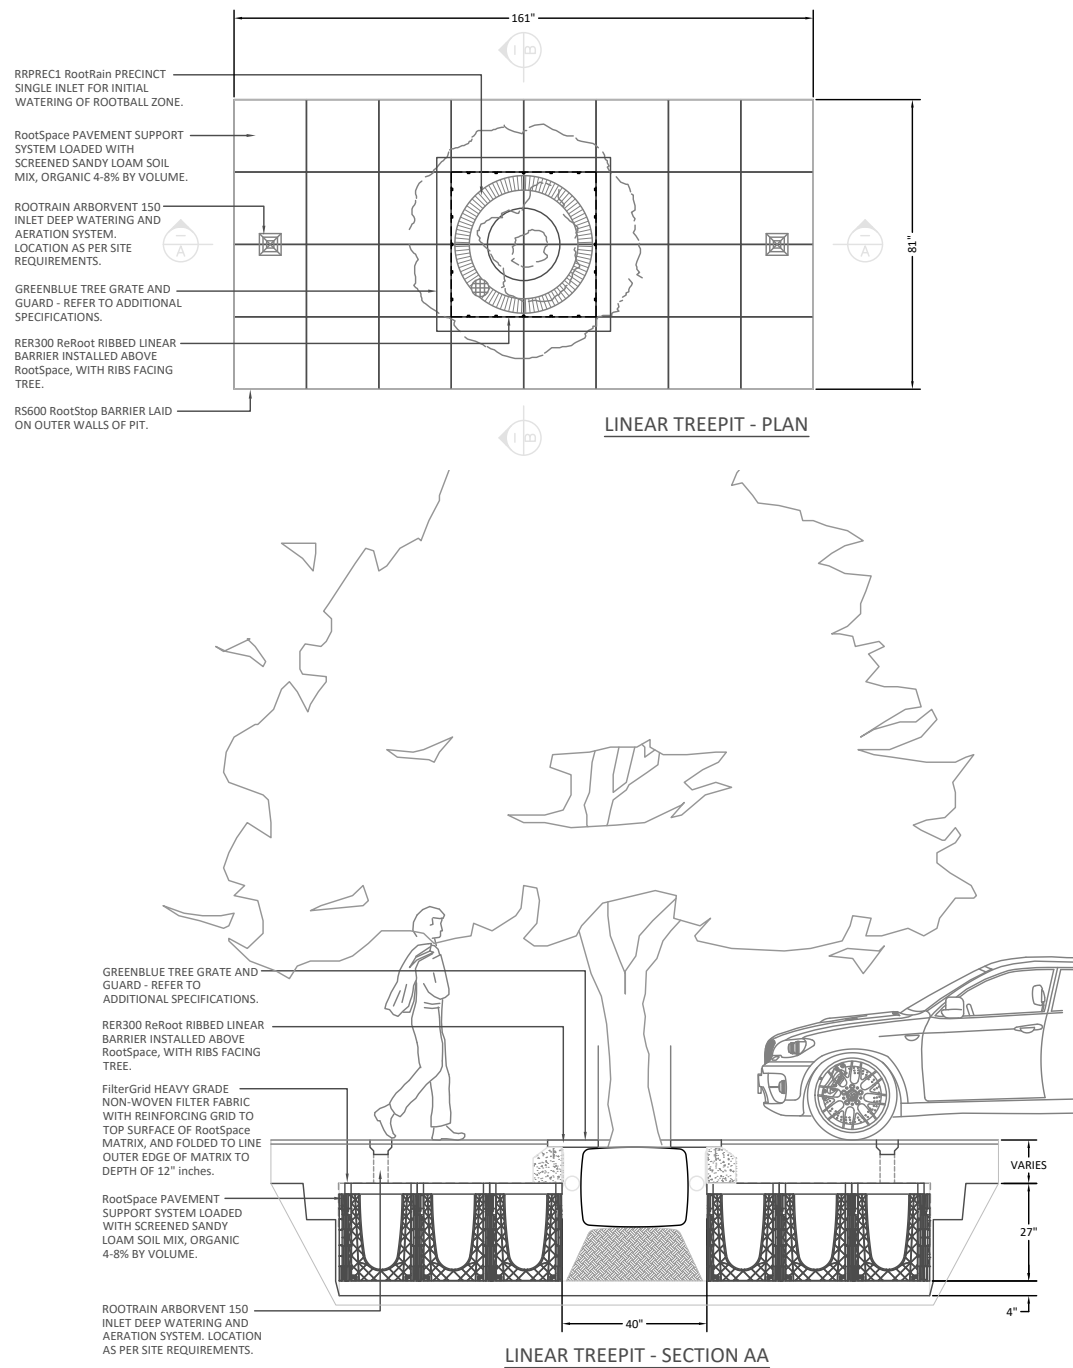 161"
B
RRPREC1 RootRain PRECINCT
SINGLE INLET FOR INITIAL
WATERING OF ROOTBALL ZONE.
RootSpace PAVEMENT SUPPORT
SYSTEM LOADED WITH
SCREENED SANDY LOAM SOIL
MIX, ORGANIC 4-8% BY VOLUME.
ROOTRAIN ARBORVENT 150
INLET DEEP WATERING AND
AERATION SYSTEM.
LOCATION AS PER SITE
REQUIREMENTS.
A
A
81"
GREENBLUE TREE GRATE AND
GUARD - REFER TO ADDITIONAL
SPECIFICATIONS.
RER300 ReRoot RIBBED LINEAR
BARRIER INSTALLED ABOVE
RootSpace, WITH RIBS FACING
TREE.
RS600 RootStop BARRIER LAID
ON OUTER WALLS OF PIT.
B
LINEAR TREEPIT - PLAN
GREENBLUE TREE GRATE AND
GUARD - REFER TO
ADDITIONAL SPECIFICATIONS.
RER300 ReRoot RIBBED LINEAR
BARRIER INSTALLED ABOVE
RootSpace, WITH RIBS FACING
TREE.
FilterGrid HEAVY GRADE
NON-WOVEN FILTER FABRIC
WITH REINFORCING GRID TO
TOP SURFACE OF RootSpace
MATRIX, AND FOLDED TO LINE
OUTER EDGE OF MATRIX TO
DEPTH OF 12" inches.
RootSpace PAVEMENT
SUPPORT SYSTEM LOADED
WITH SCREENED SANDY
LOAM SOIL MIX, ORGANIC
4-8% BY VOLUME.
ROOTRAIN ARBORVENT 150
INLET DEEP WATERING AND
AERATION SYSTEM. LOCATION
AS PER SITE REQUIREMENTS.
VARIES
27"
4"
40"
LINEAR TREEPIT - SECTION AA